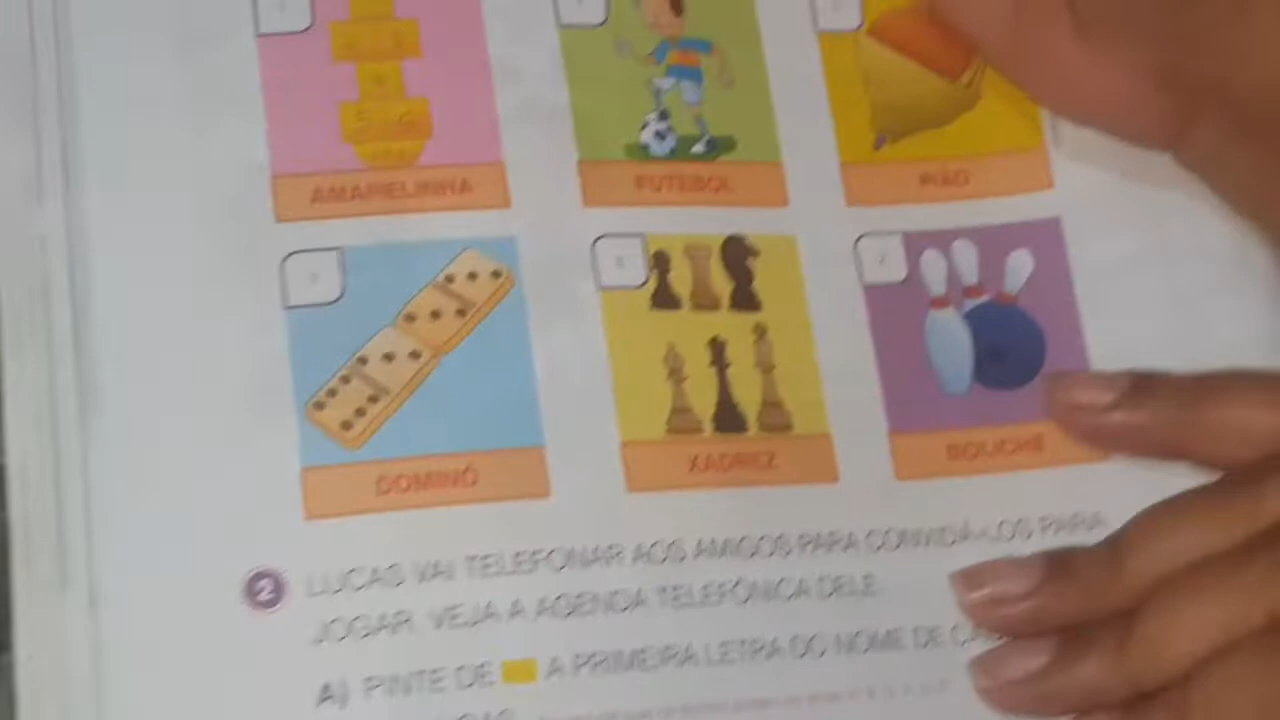 AMARELINHA
FUTEBOL
PIÃO
DOMINÓ
XADREZ
BOLICHE
2 LUCAS VAI TELEFONAR AOS AMIGOS PARA CONVIDÁ-LOS PARA
JOGAR. VEJA A AGENDA TELEFÔNICA DELE.
A) PINTE DE A PRIMEIRA LETRA DO NOME DE